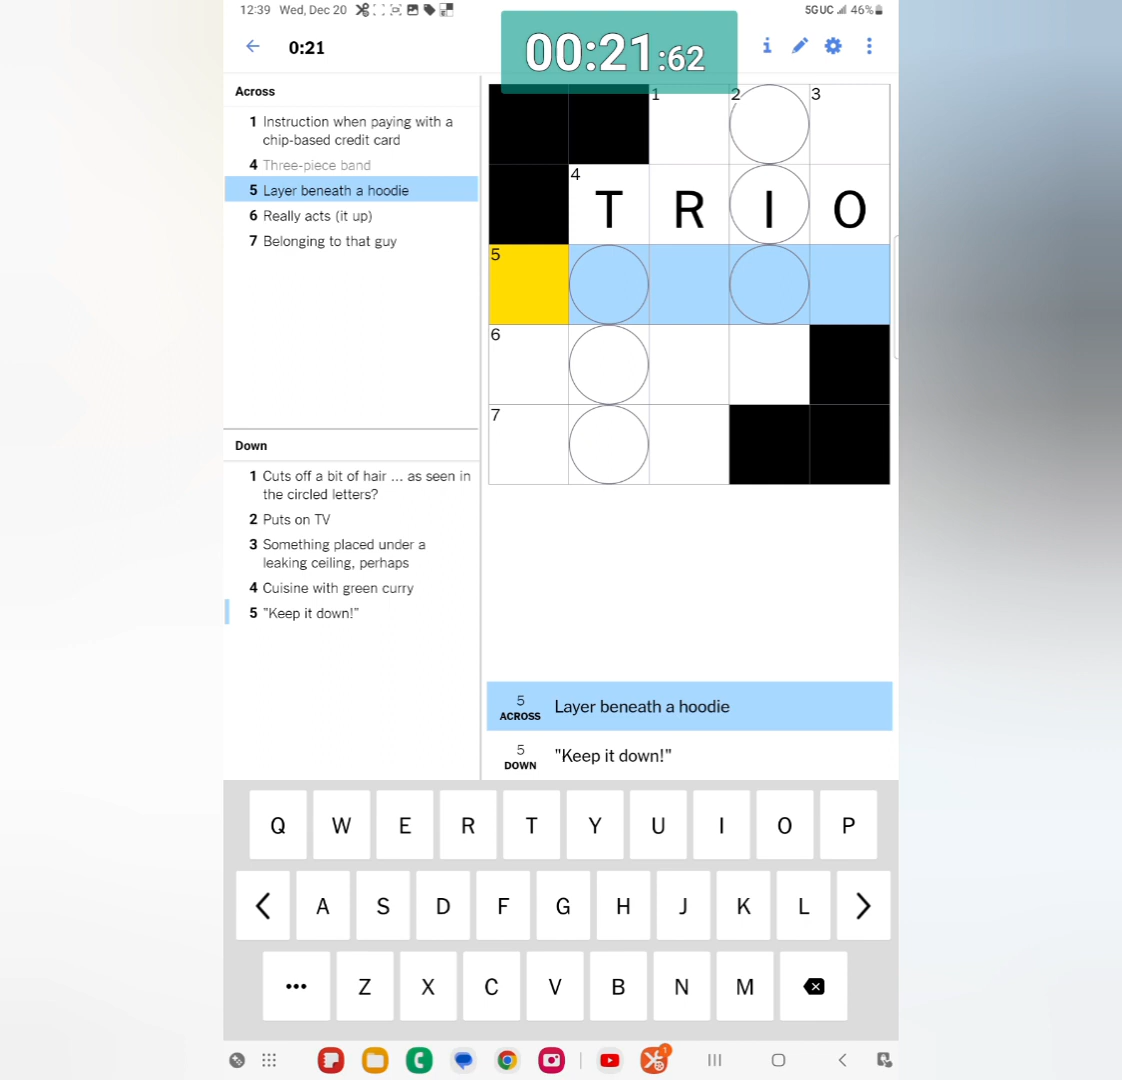 12:39 Wed, Dec 20
5G UC 46%
0:21
00:21:62
Across
1 Instruction when paying with a
chip-based credit card
4 Three-piece band
5 Layer beneath a hoodie
6 Really acts (it up)
7 Belonging to that guy
Down
1 Cuts off a bit of hair ... as seen in
the circled letters?
2 Puts on TV
3 Something placed under a
leaking ceiling, perhaps
4 Cuisine with green curry
5 "Keep it down!"
1 2 3
4 T R I O
5
6
7
5 ACROSS Layer beneath a hoodie
5 DOWN "Keep it down!"
Q W E R T Y U I O P
A S D F G H J K L
Z X C V B N M
1